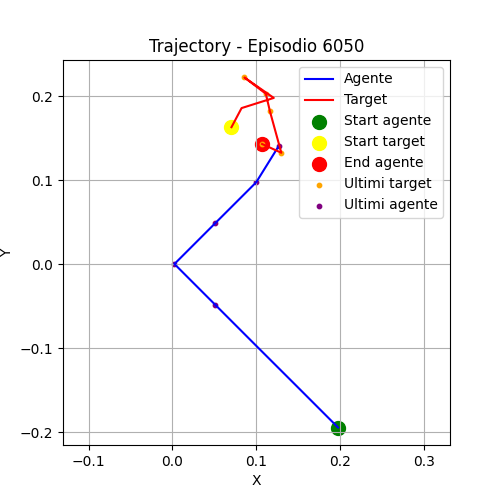 Trajectory - Episodio 6050
Agente
Target
Start agente
Start target
End agente
Ultimi target
Ultimi agente
0.2
0.1
0.0
−0.1
−0.2
Y
−0.1
0.0
0.1
0.2
0.3
X